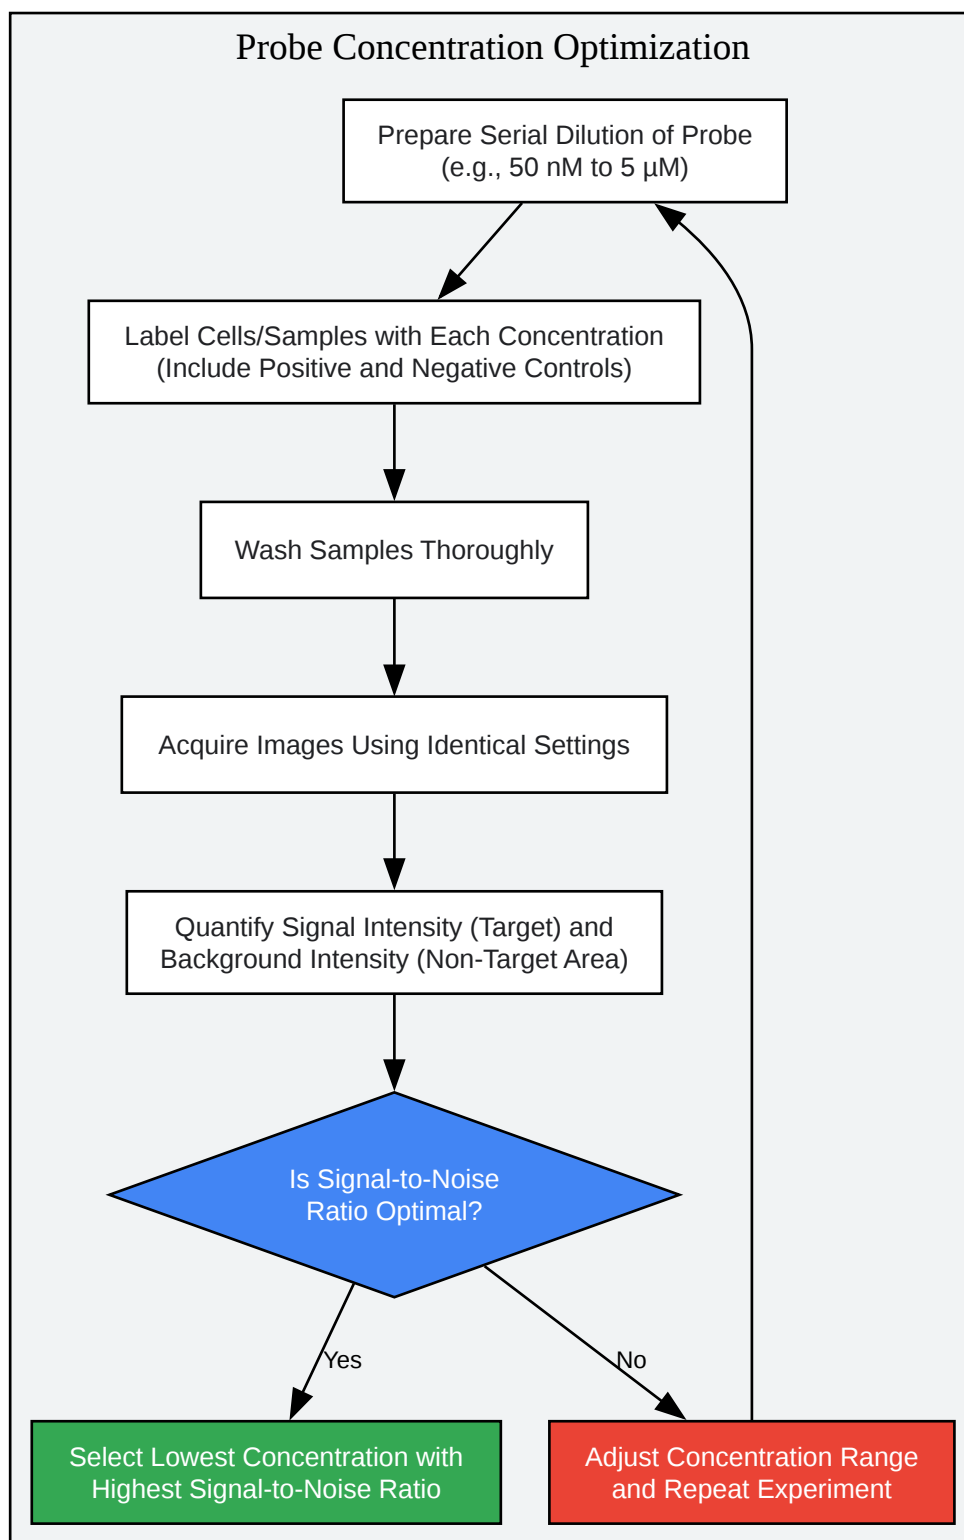 Probe Concentration Optimization
Prepare Serial Dilution of Probe
(e.g., 50 nM to 5 µM)
Label Cells/Samples with Each Concentration
(Include Positive and Negative Controls)
Wash Samples Thoroughly
Acquire Images Using Identical Settings
Quantify Signal Intensity (Target) and
Background Intensity (Non-Target Area)
Is Signal-to-Noise
Ratio Optimal?
Yes
No
Select Lowest Concentration with
Highest Signal-to-Noise Ratio
Adjust Concentration Range
and Repeat Experiment